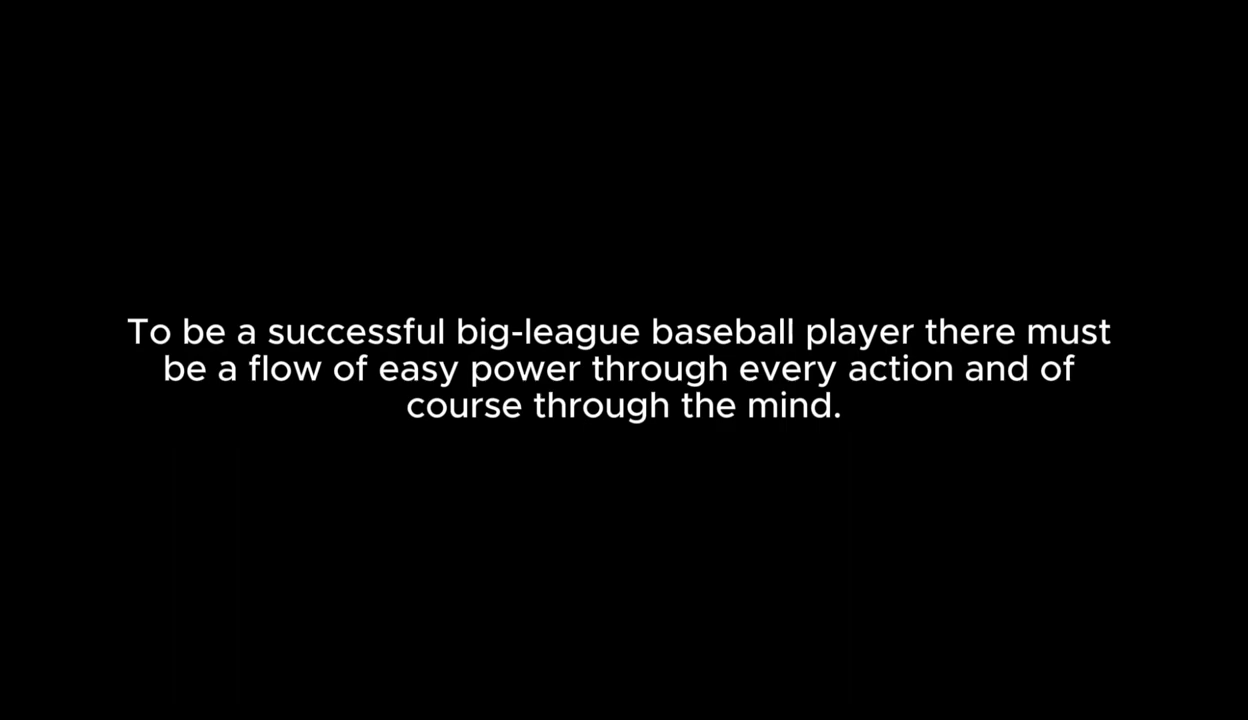 To be a successful big-league baseball player there must
be a flow of easy power through every action and of
course through the mind.